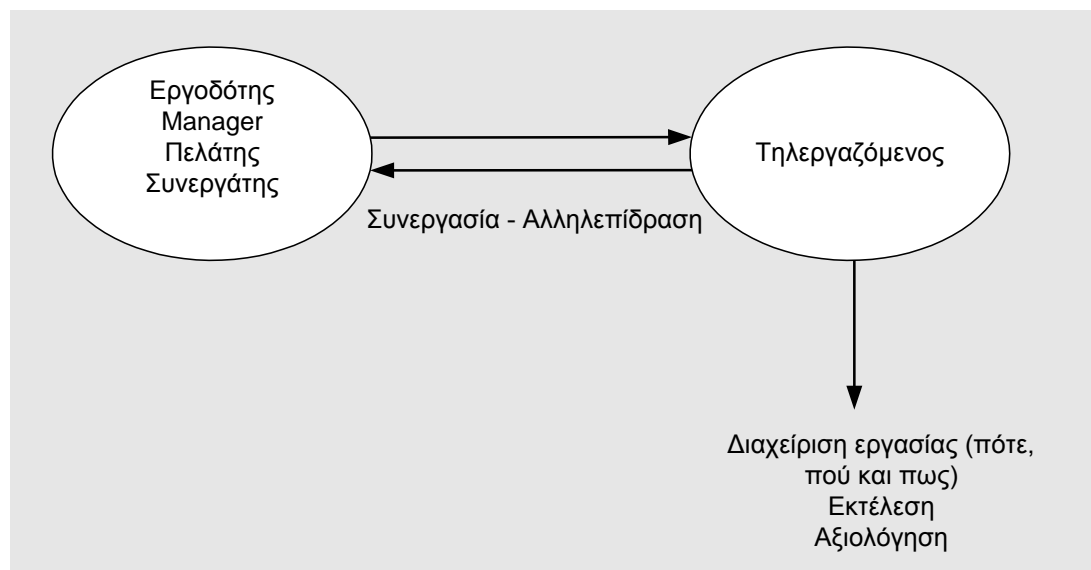 Εργοδότης
Manager
Πελάτης
Συνεργάτης
Τηλεργαζόμενος
Συνεργασία - Αλληλεπίδραση
Διαχείριση εργασίας (πότε,
πού και πως)
Εκτέλεση
Αξιολόγηση